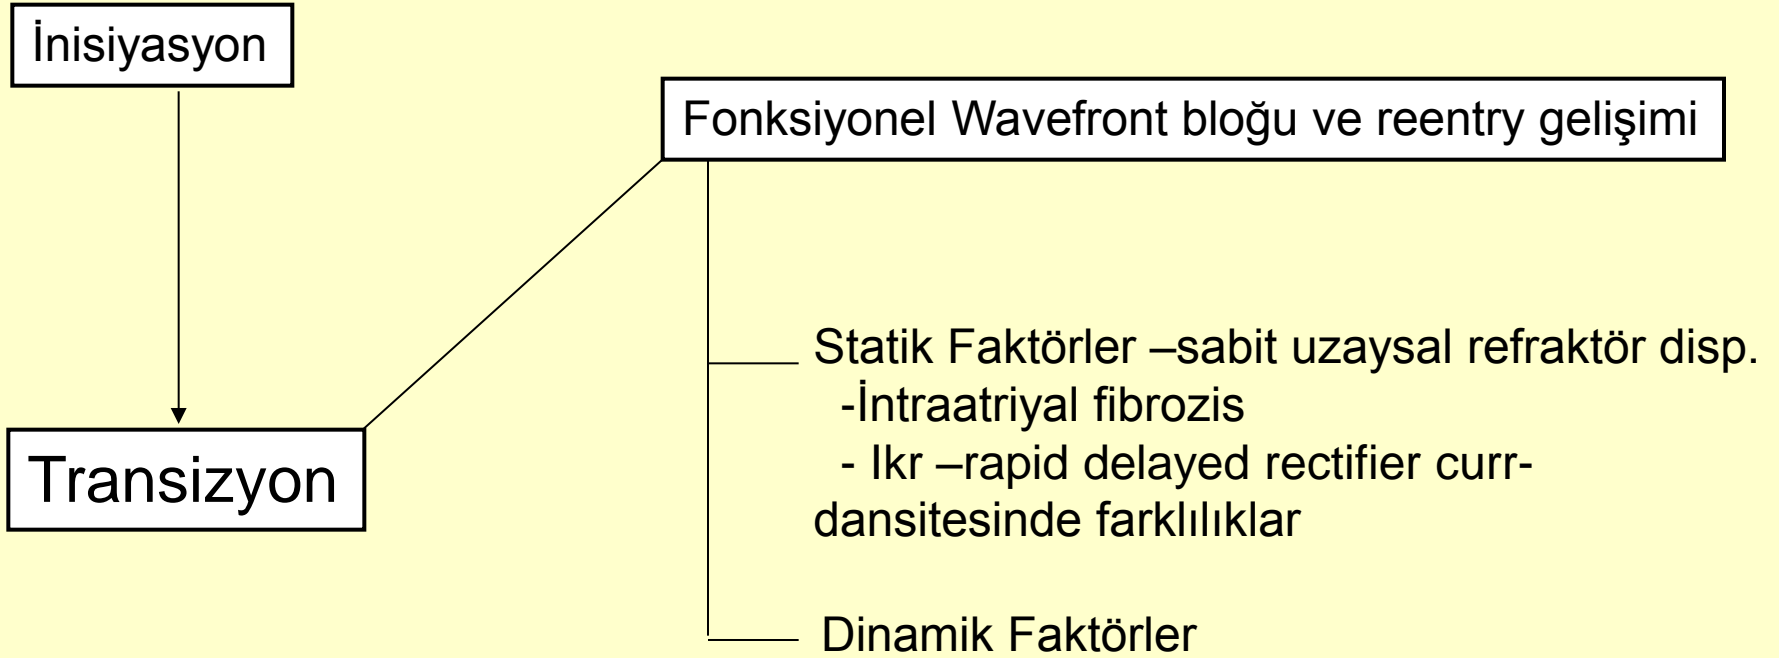 İnisiyasyon
Fonksiyonel Wavefront bloğu ve reentry gelişimi
Transizyon
Statik Faktörler –sabit uzaysal refraktör disp.
-İntraatriyal fibrozis
- Ikr –rapid delayed rectifier curr-
dansitesinde farklılıklar
Dinamik Faktörler